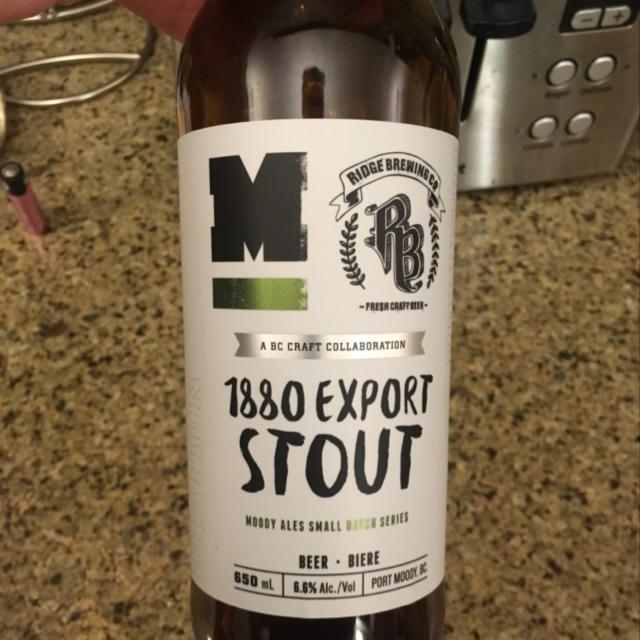 M
RIDGE BREWING CO.
RB
- FRESH CRAFT BEER -
A BC CRAFT COLLABORATION
1880 EXPORT
STOUT
MOODY ALES SMALL BATCH SERIES
BEER · BIERE
650 mL 6.6% Alc./Vol PORT MOODY, BC